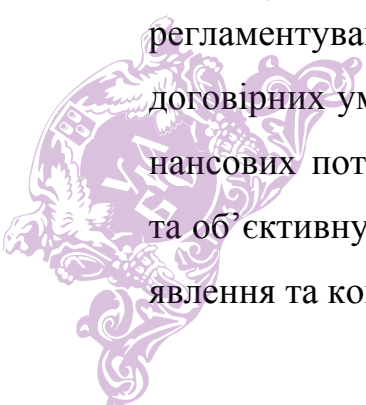 регламентува
договірних ум
нансових пот
та об’єктивну
явлення та ко